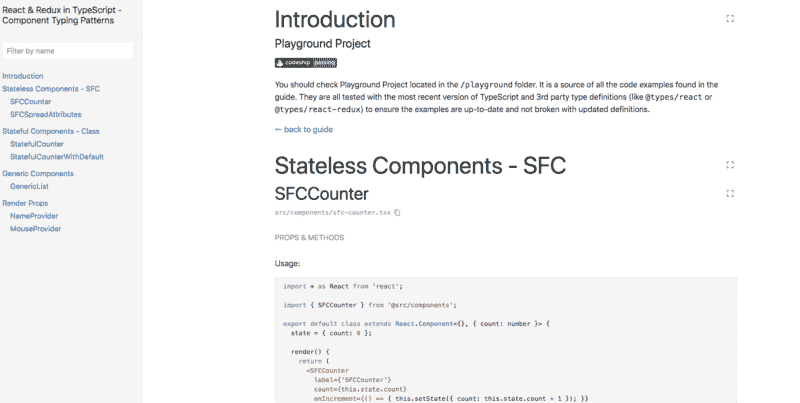 React & Redux in TypeScript -
Component Typing Patterns
Filter by name
Introduction
Stateless Components - SFC
SFCCounter
SFCSpreadAttributes
Stateful Components - Class
StatefulCounter
StatefulCounterWithDefault
Generic Components
GenericList
Render Props
NameProvider
MouseProvider
Introduction
Playground Project
codeship passing
You should check Playground Project located in the /playground folder. It is a source of all the code examples found in the
guide. They are all tested with the most recent version of TypeScript and 3rd party type definitions (like @types/react or
@types/react-redux) to ensure the examples are up-to-date and not broken with updated definitions.
← back to guide
Stateless Components - SFC
SFCCounter
src/components/sfc-counter.tsx
PROPS & METHODS
Usage:
import * as React from 'react';
import { SFCCounter } from '@src/components';
export default class extends React.Component<{}, { count: number }> {
state = { count: 0 };
render() {
return (
<SFCCounter
label={'SFCCounter'}
count={this.state.count}
onIncrement={() => { this.setState({ count: this.state.count + 1 }); }}